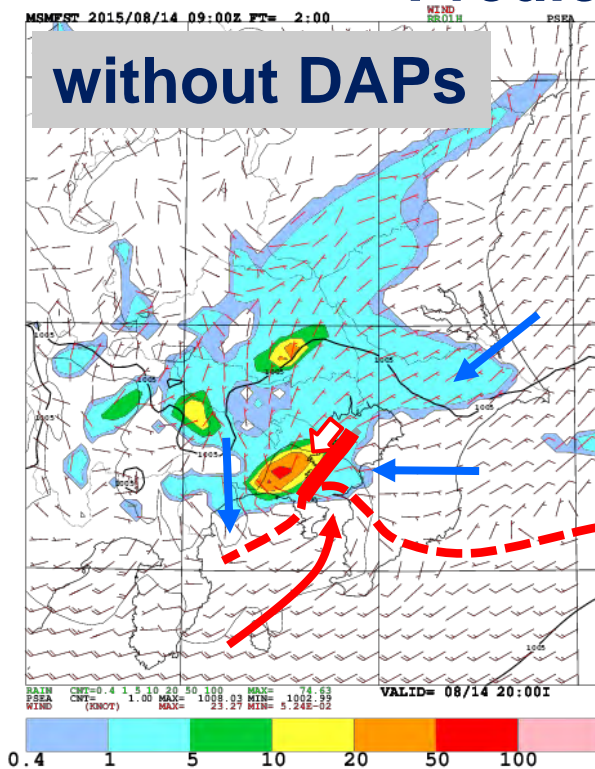 MSMFST 2015/08/14 09:00Z FT= 2:00
WIND
RR01H
PSEA
without DAPs
1005
1005
1005
1005
1005
1005
1005
1005
1005
RAIN CNT=0.4 1 5 10 20 50 100 MAX= 74.63
PSEA CNT= 1.00 MAX= 1008.03 MIN= 1002.99
WIND (KNOT) MAX= 23.27 MIN= 5.24E-02
VALID= 08/14 20:00I
0.4 1 5 10 20 50 100